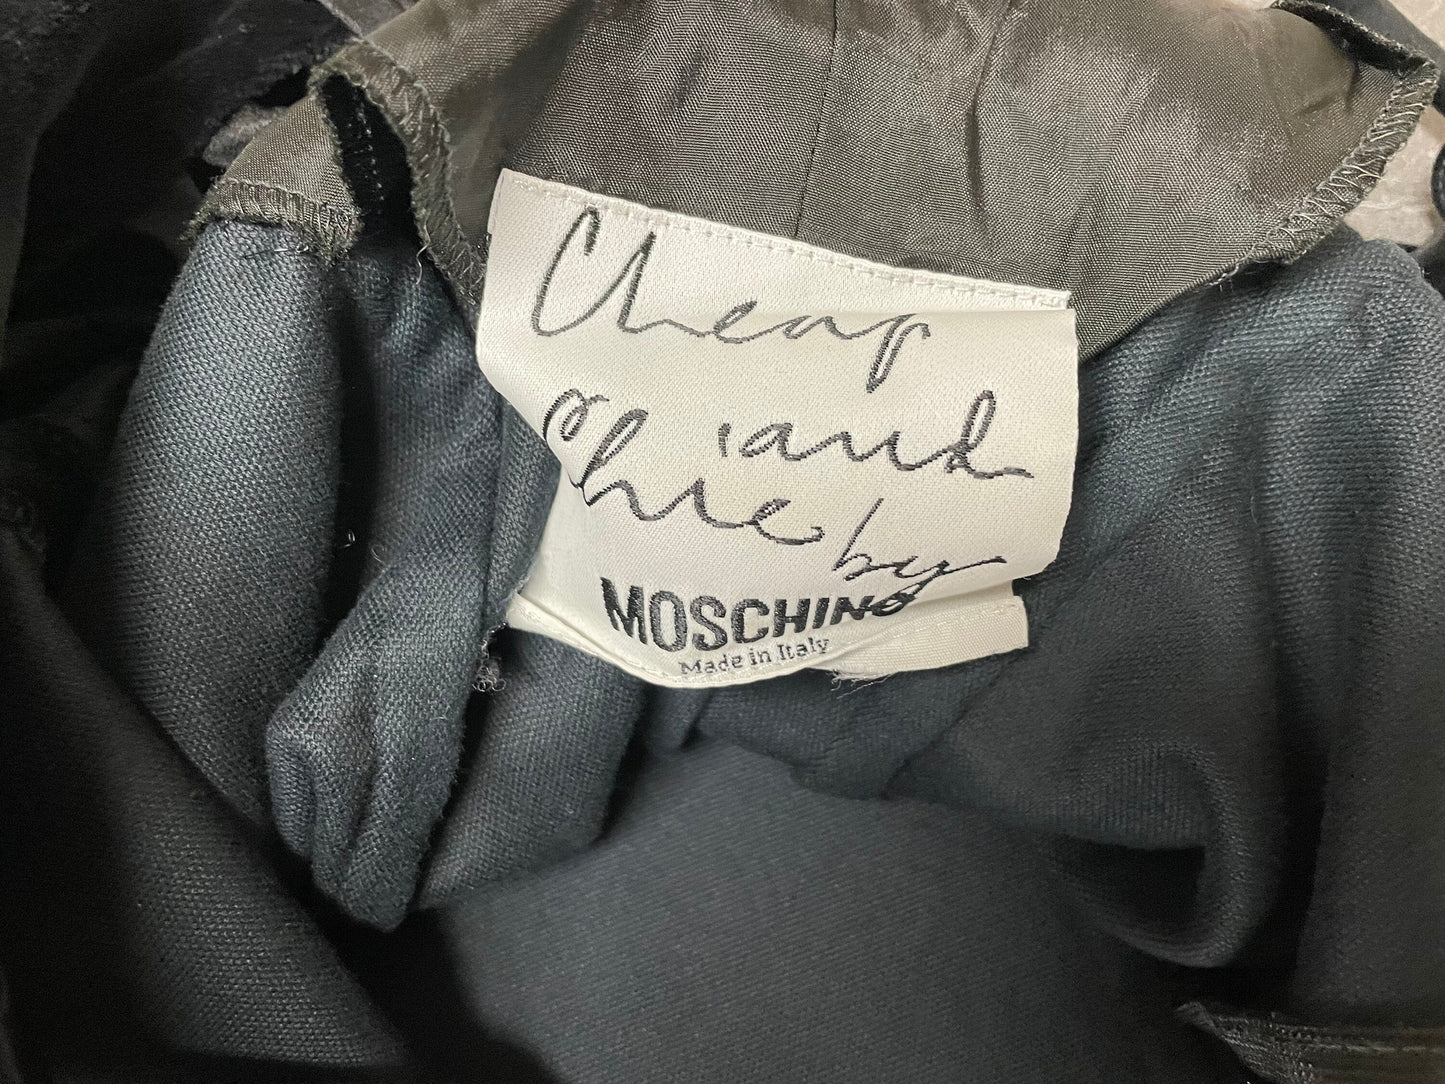 Cheap
and
Chic by
MOSCHINO
Made in Italy